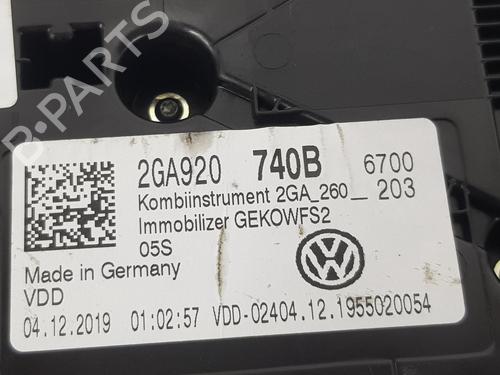 B-PARTS
2GA920 740B 6700
Kombiinstrument 2GA_260__ 203
Immobilizer GEKOWFS2
05S
Made in Germany
VDD
04.12.2019 01:02:57 VDD-02404.12.1955020054